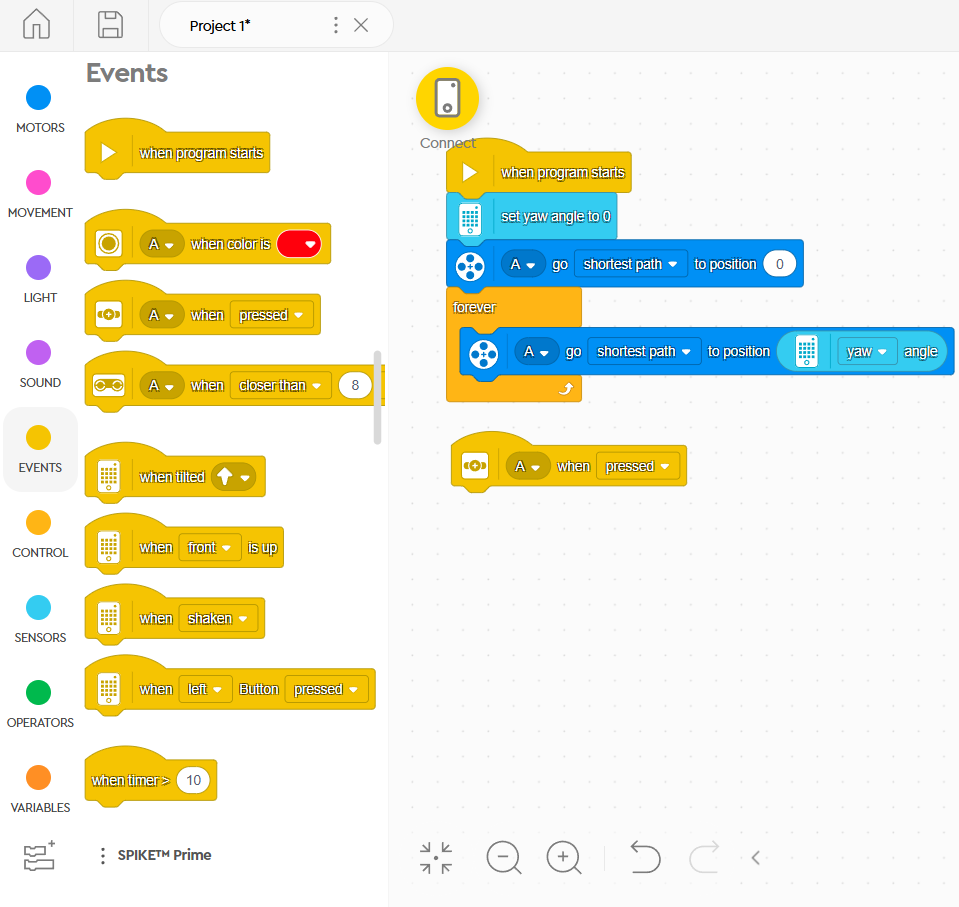 Project 1*
Events
MOTORS
MOVEMENT
LIGHT
SOUND
EVENTS
CONTROL
SENSORS
OPERATORS
VARIABLES
when program starts
A when color is
A when pressed
A when closer than 8
when tilted
when front is up
when shaken
when left Button pressed
when timer > 10
SPIKE™ Prime
Connect
when program starts
set yaw angle to 0
A go shortest path to position 0
forever
A go shortest path to position yaw angle
A when pressed